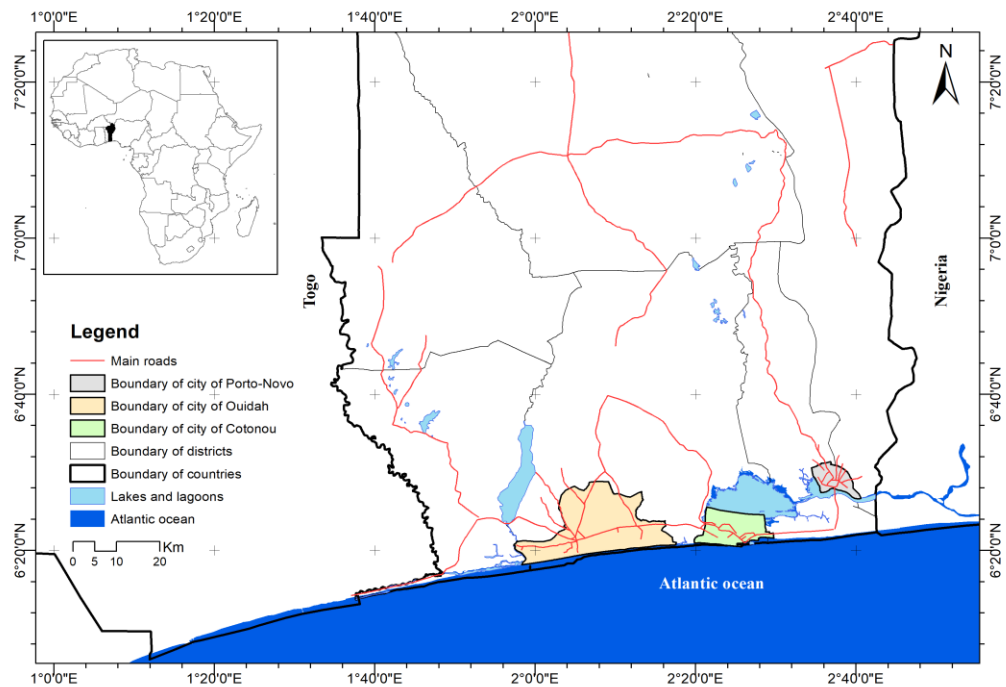 1°0'0"E 1°20'0"E 1°40'0"E 2°0'0"E 2°20'0"E 2°40'0"E
7°20'0"N 7°20'0"N
N
7°0'0"N 7°0'0"N
Togo
Nigeria
Legend
Main roads
Boundary of city of Porto-Novo
Boundary of city of Ouidah
Boundary of city of Cotonou
Boundary of districts
Boundary of countries
Lakes and lagoons
Atlantic ocean
Km
0 5 10 20
6°40'0"N 6°40'0"N
6°20'0"N 6°20'0"N
Atlantic ocean
1°0'0"E 1°20'0"E 1°40'0"E 2°0'0"E 2°20'0"E 2°40'0"E